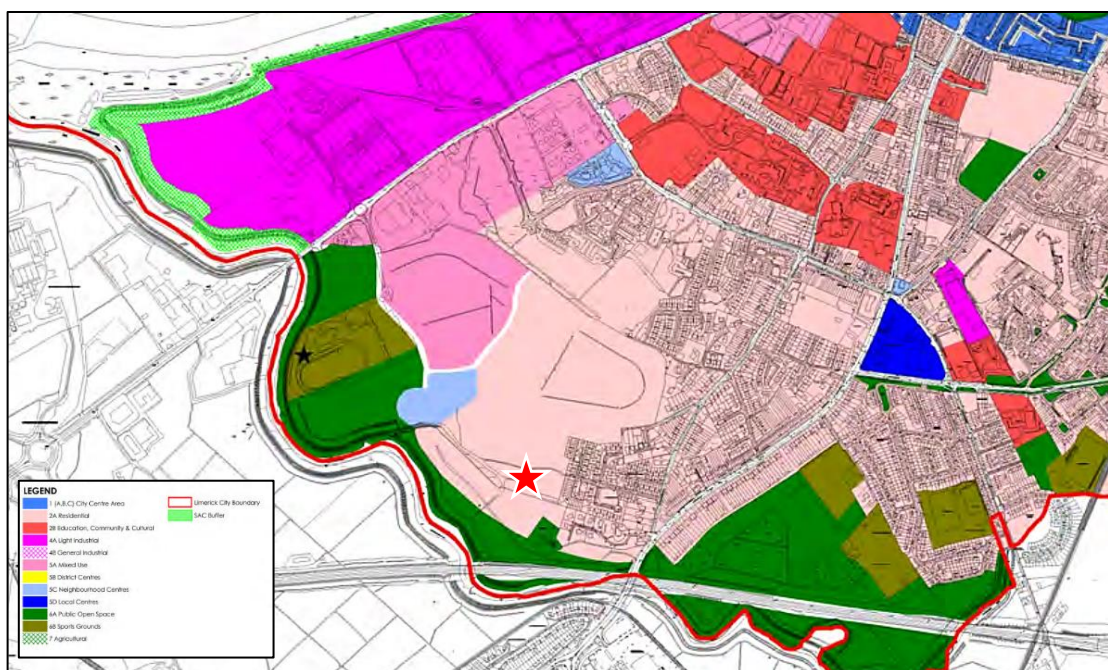 LEGEND
1 (A,B,C) City Centre Area
2A Residential
2B Education, Community & Cultural
4A Light Industrial
4B General Industrial
5A Mixed Use
5B District Centres
5C Neighbourhood Centres
5D Local Centres
6A Public Open Space
6B Sports Grounds
7 Agricultural
Limerick City Boundary
SAC Buffer